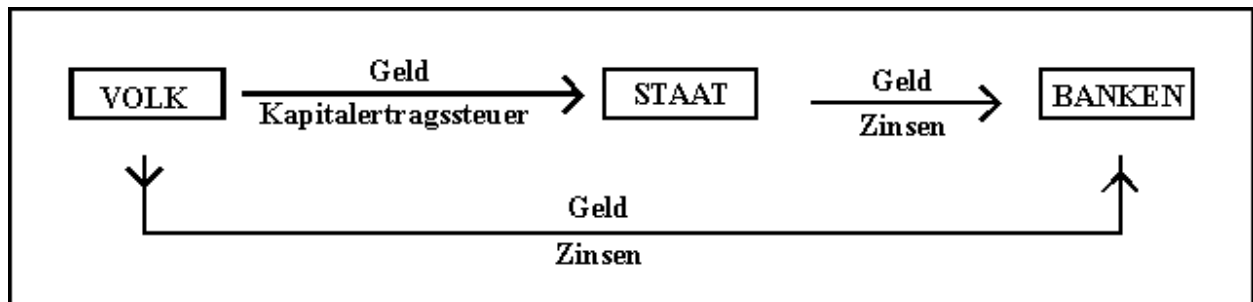 VOLK
Geld
Kapitalertragssteuer
STAAT
Geld
Zinsen
BANKEN
Geld
Zinsen